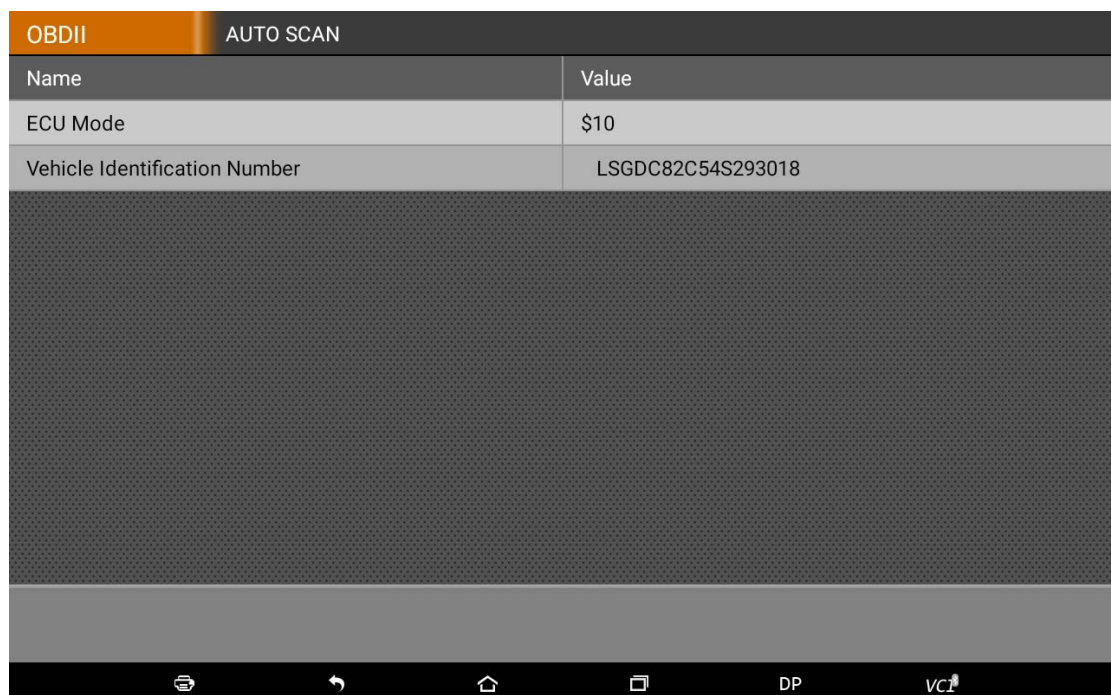 OBDII AUTO SCAN
Name Value
ECU Mode $10
Vehicle Identification Number LSGDC82C54S293018
DP VCI